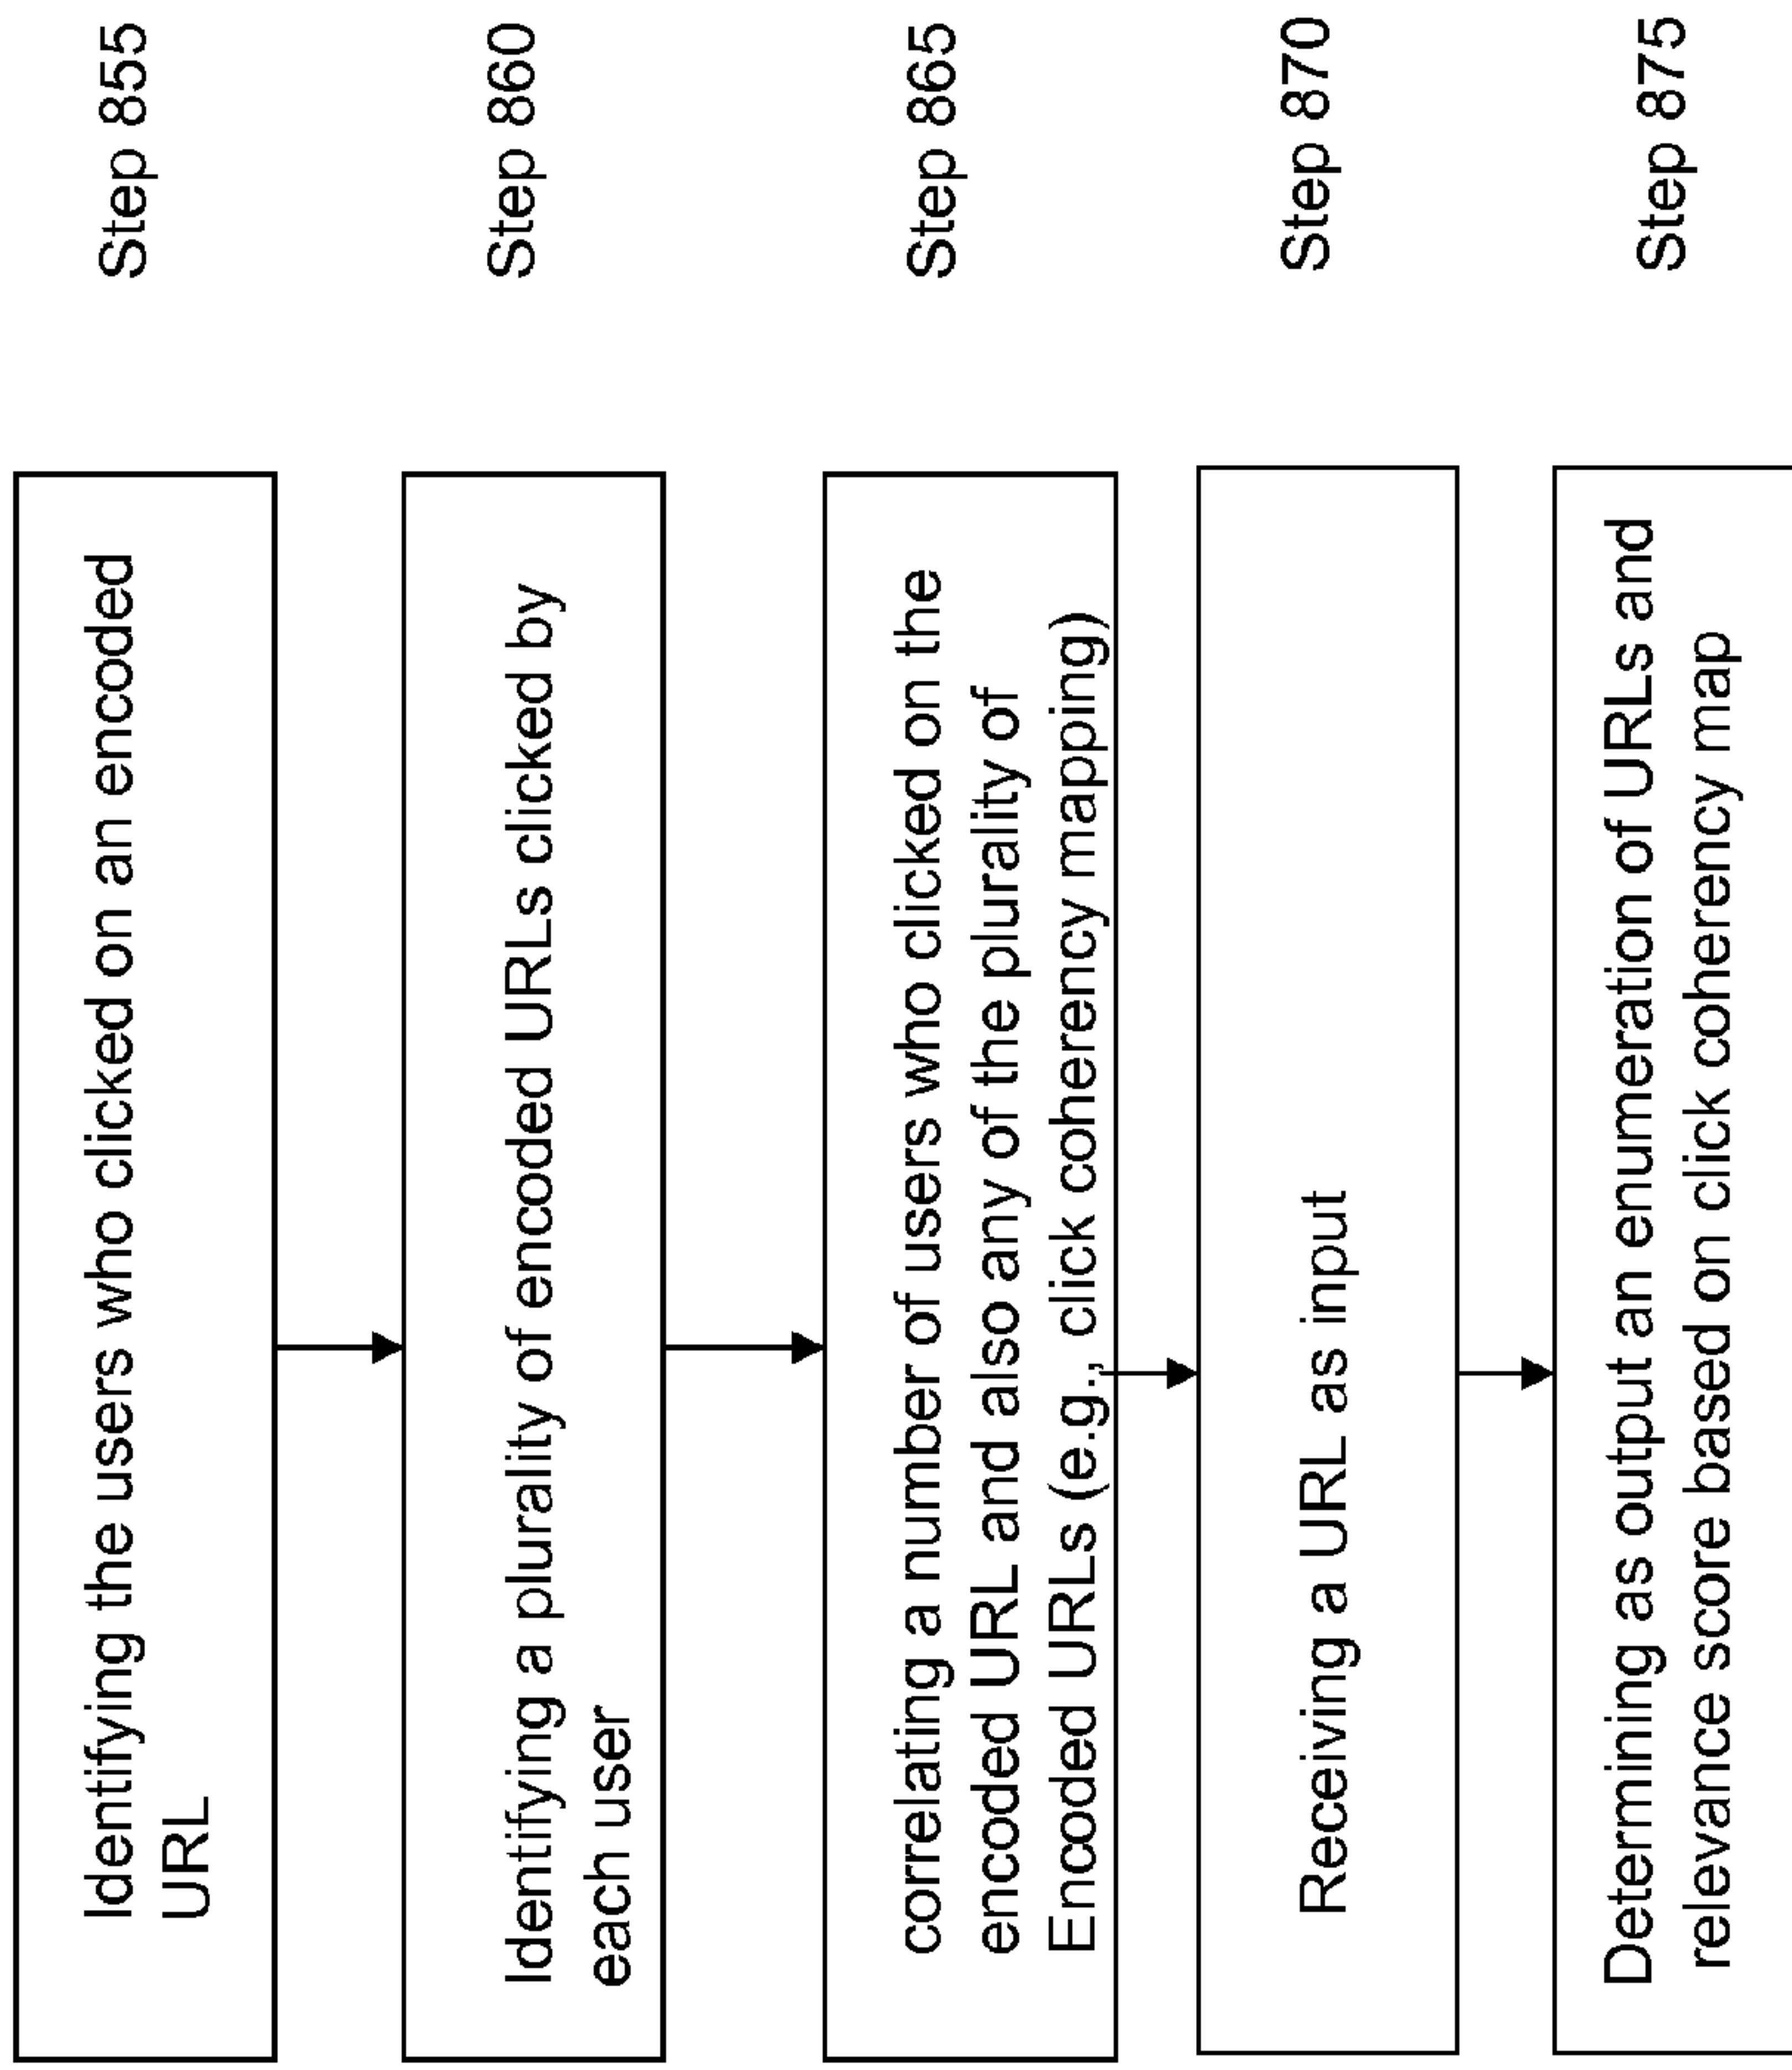 Identifying the users who clicked on an encoded
URL
Step 855
Identifying a plurality of encoded URLs clicked by
each user
Step 860
correlating a number of users who clicked on the
encoded URL and also any of the plurality of
Encoded URLs (e.g., click coherency mapping)
Step 865
Receiving a URL as input
Step 870
Determining as output an enumeration of URLs and
relevance score based on click coherency map
Step 875